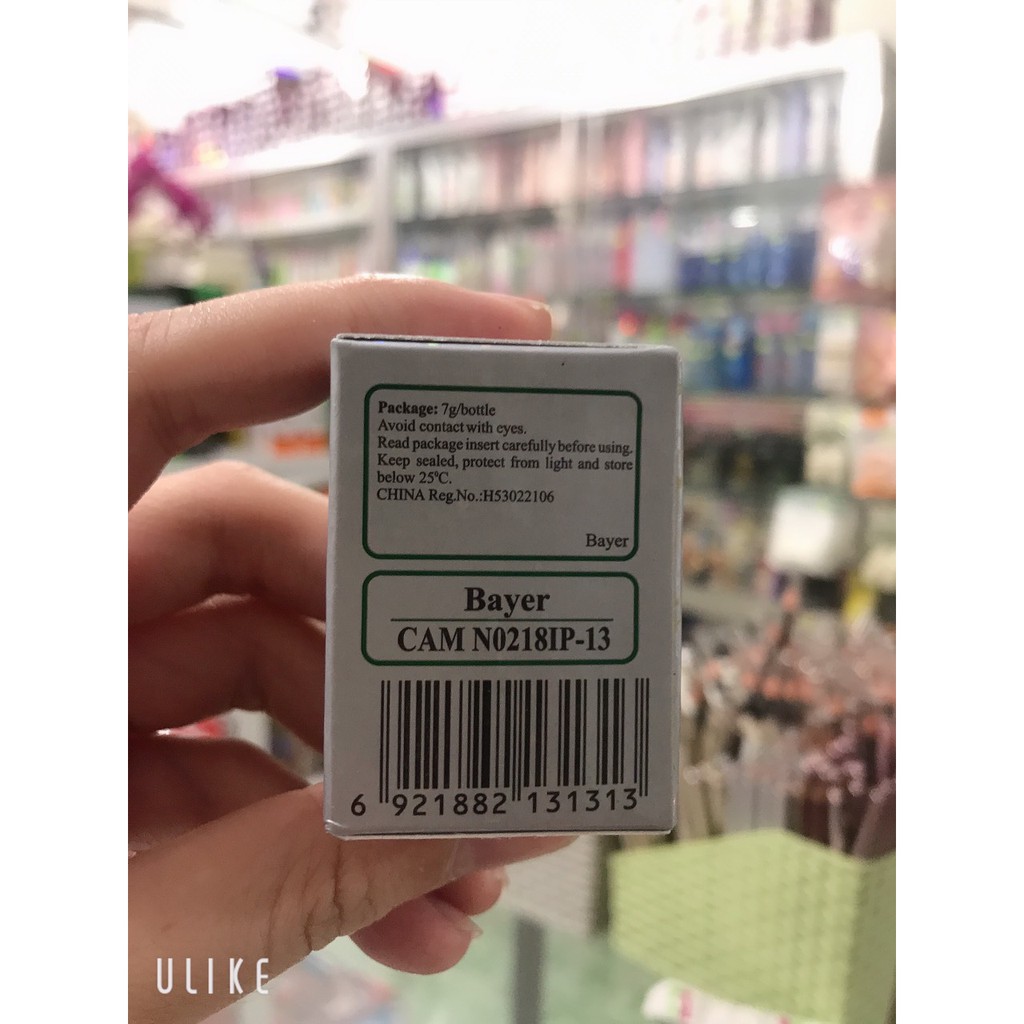 Package: 7g/bottle
Avoid contact with eyes.
Read package insert carefully before using.
Keep sealed, protect from light and store
below 25°C.
CHINA Reg.No.:H53022106
Bayer
Bayer
CAM N0218IP-13
6 921882 131313
ULIKE